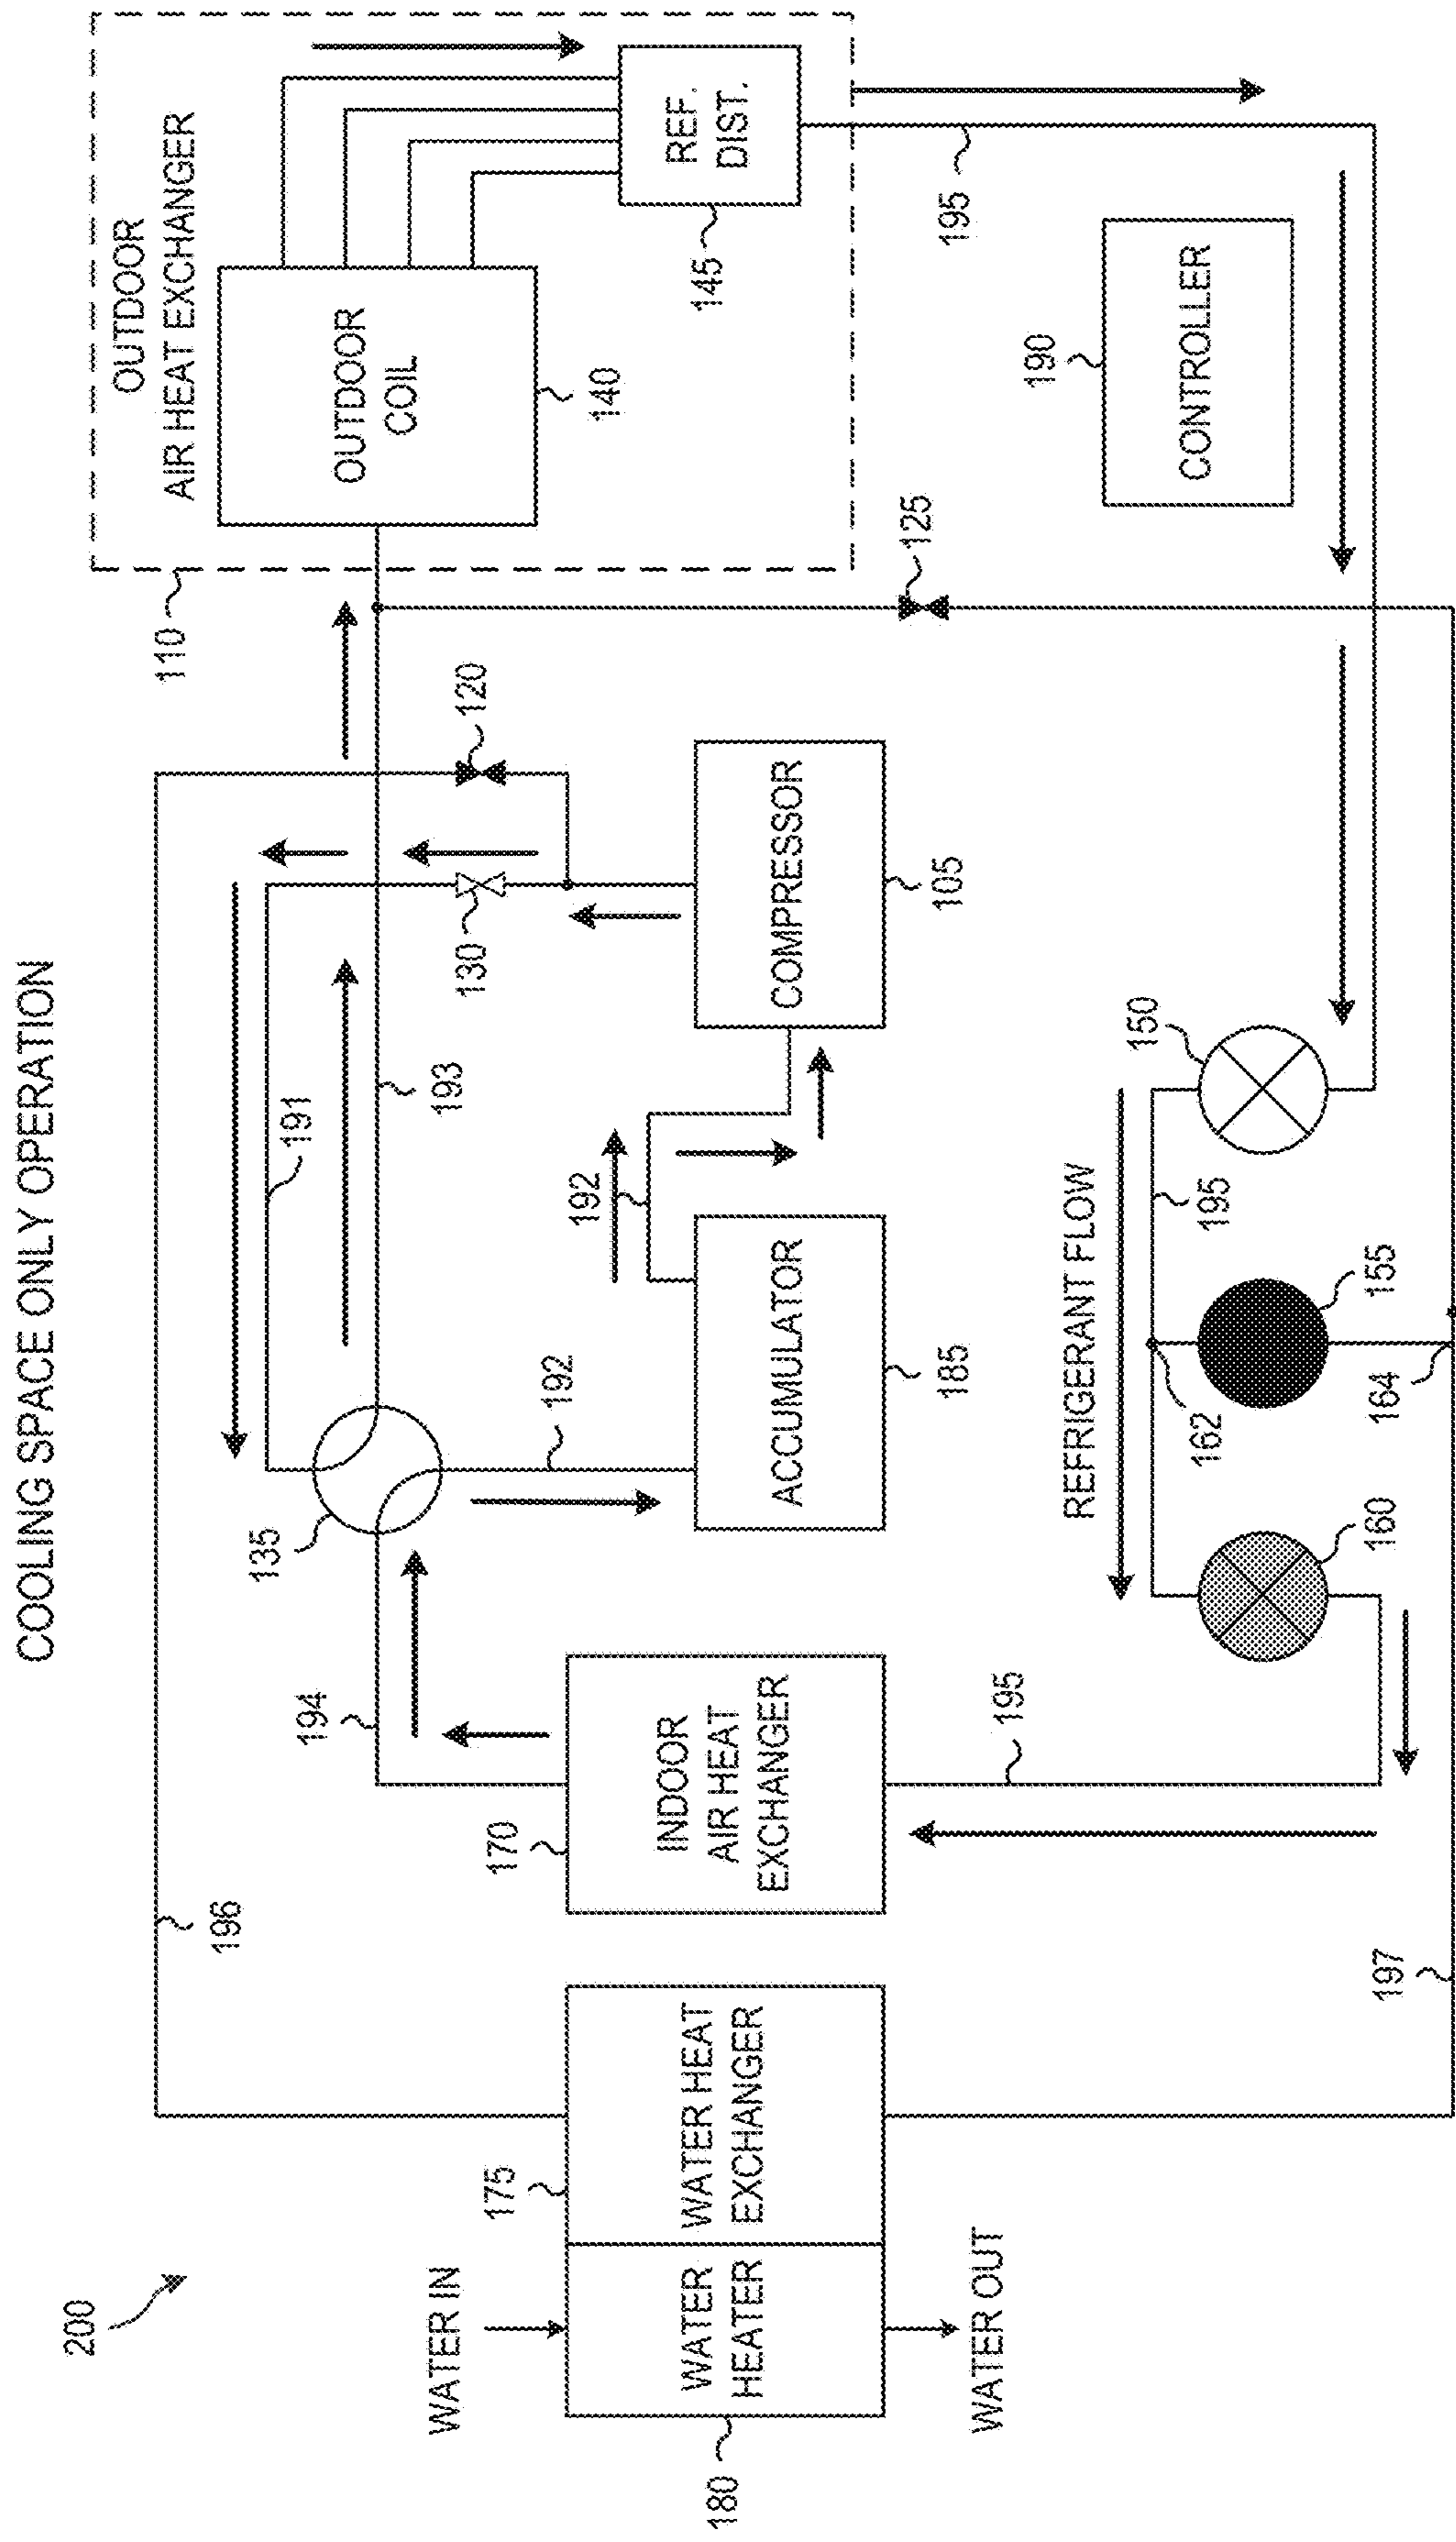 COOLING SPACE ONLY OPERATION
200
196
191
110
OUTDOOR
AIR HEAT EXCHANGER
OUTDOOR
COIL
140
REF.
DIST.
145
195
194
135
193
130
120
125
192
192
WATER IN
175
170
WATER
HEATER
WATER HEAT
EXCHANGER
INDOOR
AIR HEAT
EXCHANGER
ACCUMULATOR
COMPRESSOR
180
185
105
190
CONTROLLER
WATER OUT
195
REFRIGERANT FLOW
195
150
162
160
155
197
164